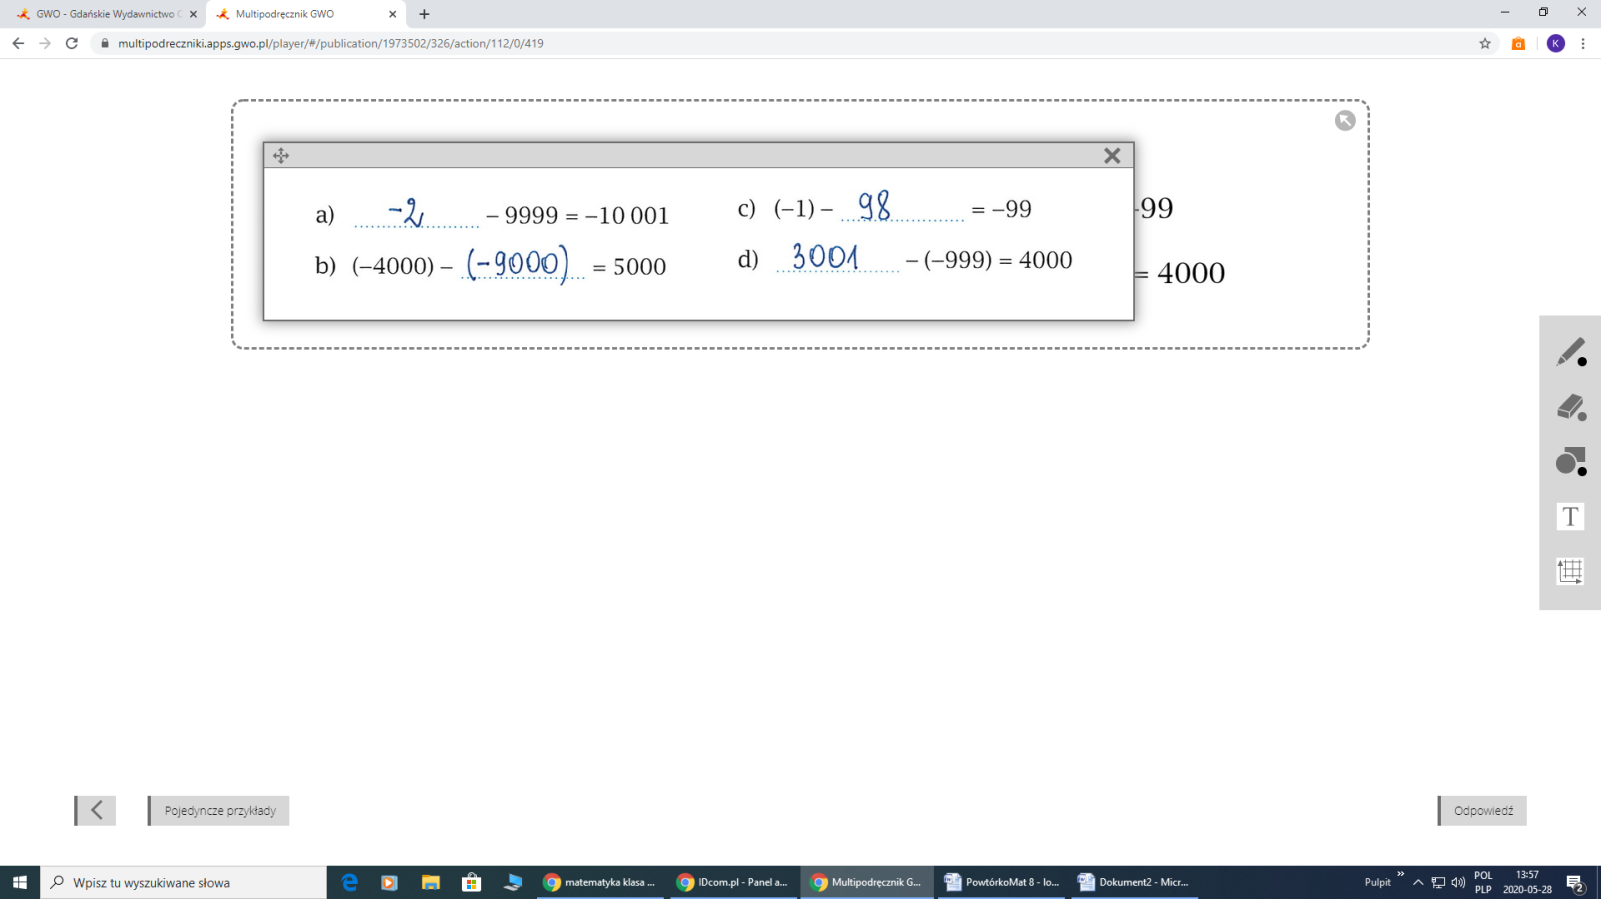 GWO - Gdańskie Wydawnictwo
Multipodręcznik GWO
multipodreczniki.apps.gwo.pl/player/#/publication/1973502/326/action/112/0/419
K
a) -2 – 9999 = –10 001
c) (–1) – 98 = –99
-99
b) (–4000) – (-9000) = 5000
d) 3001 – (–999) = 4000
= 4000
T
Pojedyncze przykłady
Odpowiedź
Wpisz tu wyszukiwane słowa
matematyka klasa ...
IDcom.pl - Panel a...
Multipodręcznik G...
PowtórkoMat 8 - lo...
Dokument2 - Micr...
Pulpit
POL
PLP
13:57
2020-05-28
2